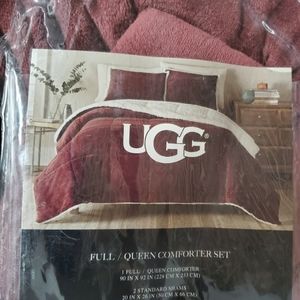 UGG®
FULL / QUEEN COMFORTER SET
1 FULL / QUEEN COMFORTER
90 IN X 92 IN (228 CM X 233 CM)
2 STANDARD SHAMS
20 IN X 26 IN (50 CM X 66 CM)